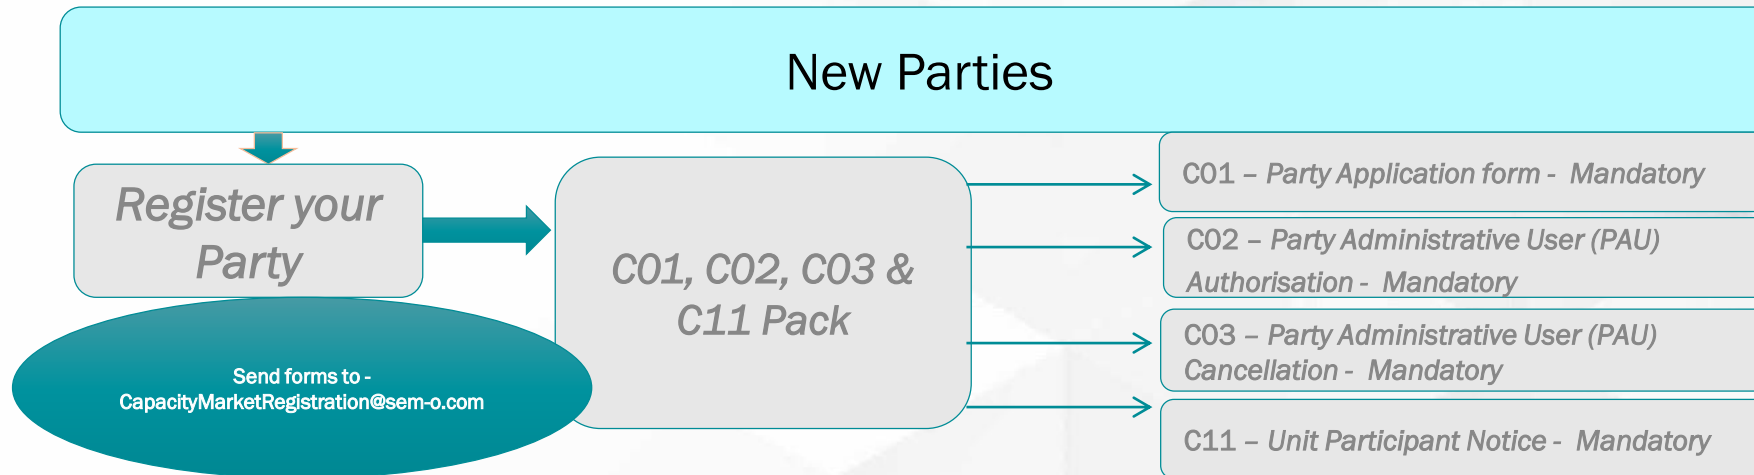 New Parties
Register your
Party
C01, C02, C03 &
C11 Pack
Send forms to -
CapacityMarketRegistration@sem-o.com
C01 – Party Application form -  Mandatory
C02 – Party Administrative User (PAU)
Authorisation -  Mandatory
C03 – Party Administrative User (PAU)
Cancellation -  Mandatory
C11 – Unit Participant Notice -  Mandatory